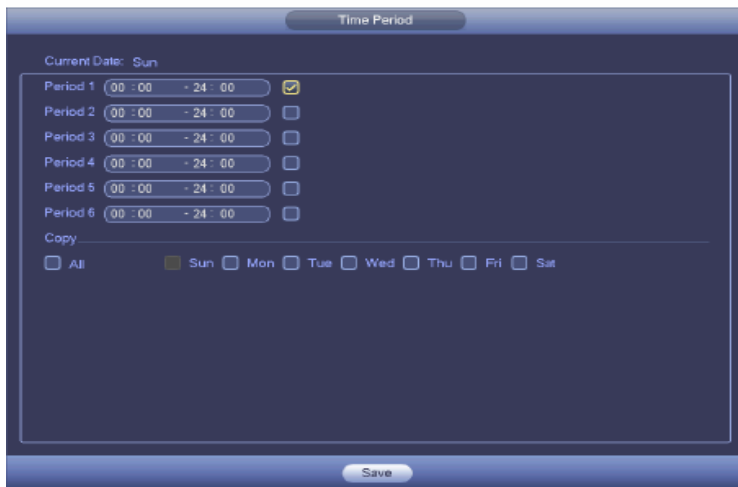 Time Period
Current Date: Sun
Period 1 00 : 00 - 24 : 00
Period 2 00 : 00 - 24 : 00
Period 3 00 : 00 - 24 : 00
Period 4 00 : 00 - 24 : 00
Period 5 00 : 00 - 24 : 00
Period 6 00 : 00 - 24 : 00
Copy
All Sun Mon Tue Wed Thu Fri Sat
Save